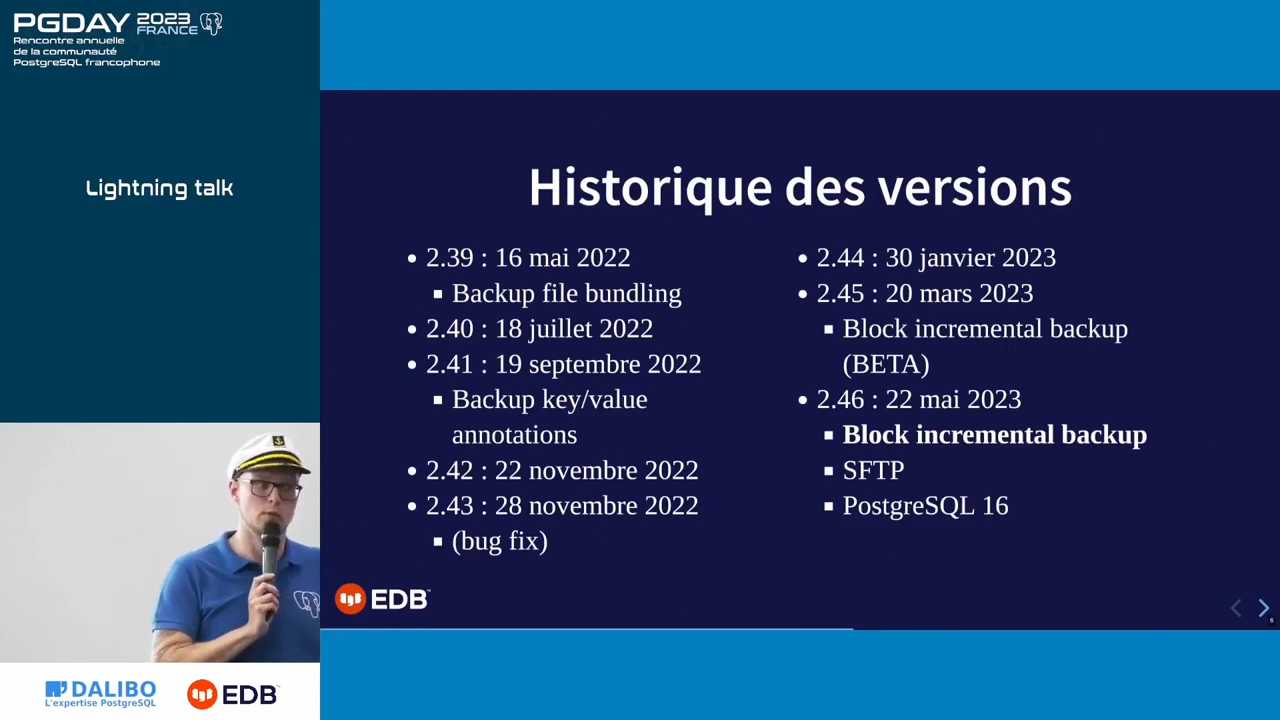 PGDAY 2023
FRANCE
Rencontre annuelle
de la communauté
PostgreSQL francophone
Lightning talk
Historique des versions
• 2.39 : 16 mai 2022
▪ Backup file bundling
• 2.40 : 18 juillet 2022
• 2.41 : 19 septembre 2022
▪ Backup key/value
annotations
• 2.42 : 22 novembre 2022
• 2.43 : 28 novembre 2022
▪ (bug fix)
• 2.44 : 30 janvier 2023
• 2.45 : 20 mars 2023
▪ Block incremental backup
(BETA)
• 2.46 : 22 mai 2023
▪ Block incremental backup
▪ SFTP
▪ PostgreSQL 16
EDB™
6
DALIBO
L'expertise PostgreSQL
EDB™